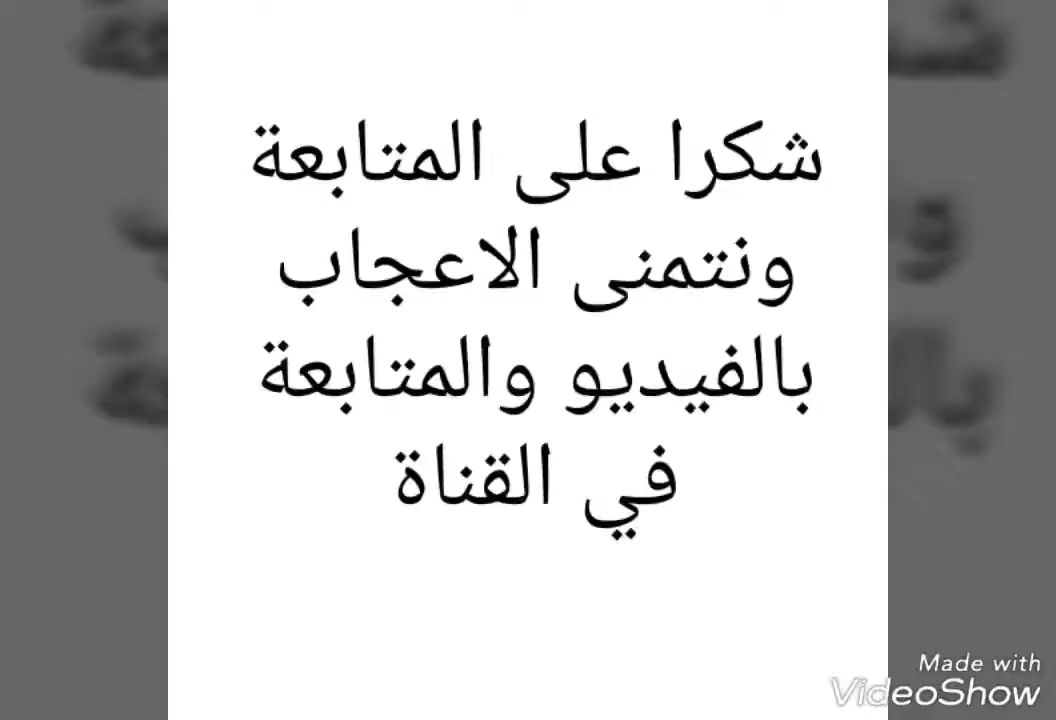 شكرا على المتابعة
ونتمنى الاعجاب
بالفيديو والمتابعة
في القناة
Made with
VideoShow